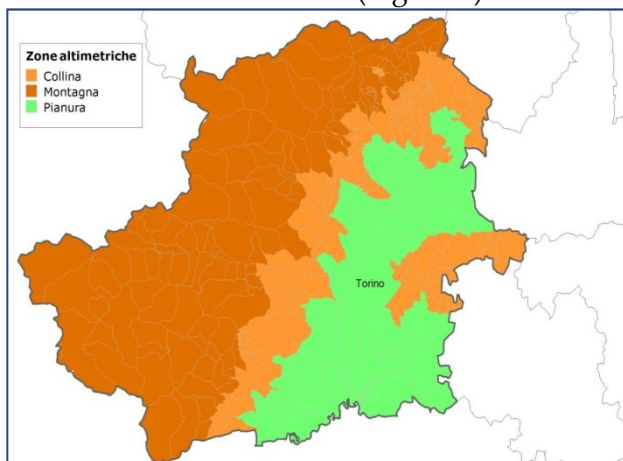 Zone altimetriche
Collina
Montagna
Pianura
Torino